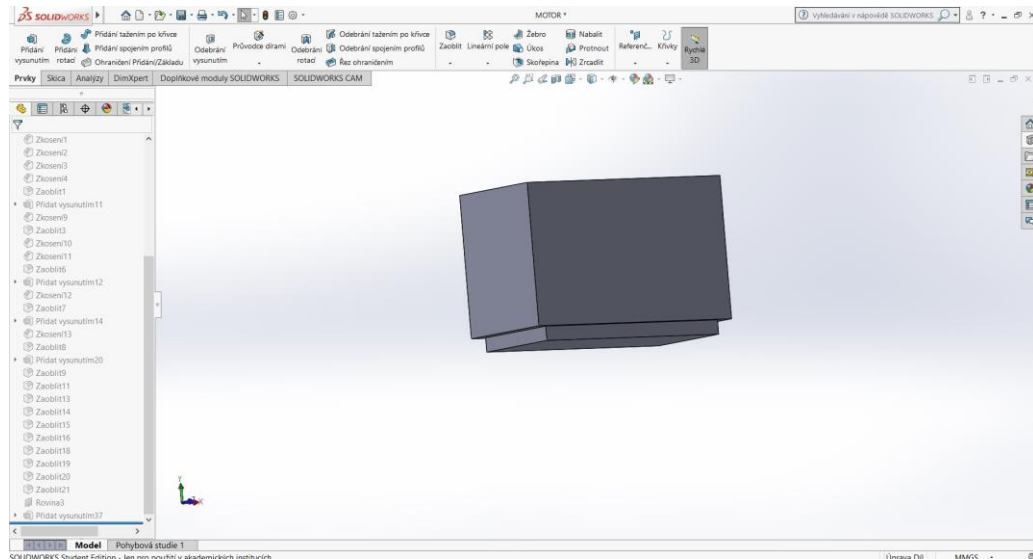 SOLIDWORKS
MOTOR *
Vyhledávání v nápovědě SOLIDWORKS
Přidání vysunutím
Přidání rotací
Přidání tažením po křivce
Přidání spojením profilů
Ohraničení Přidání/Základu
Odebrání vysunutím
Průvodce dírami
Odebrání rotací
Odebrání tažením po křivce
Odebrání spojením profilů
Řez ohraničením
Zaoblit
Lineární pole
Žebro
Úkos
Skořepina
Nabalit
Protnout
Zrcadlit
Referenč...
Křivky
Rychlé 3D
Prvky
Skica
Analýzy
DimXpert
Doplňkové moduly SOLIDWORKS
SOLIDWORKS CAM
Zkosení1
Zkosení2
Zkosení3
Zkosení4
Zaoblit1
Přidat vysunutím11
Zkosení9
Zaoblit3
Zkosení10
Zkosení11
Zaoblit6
Přidat vysunutím12
Zkosení12
Zaoblit7
Přidat vysunutím14
Zkosení13
Zaoblit8
Přidat vysunutím20
Zaoblit9
Zaoblit11
Zaoblit13
Zaoblit14
Zaoblit15
Zaoblit16
Zaoblit18
Zaoblit19
Zaoblit20
Zaoblit21
Rovina3
Přidat vysunutím37
Y
X
Model
Pohybová studie 1
SOLIDWORKS Student Edition - Jen pro použití v akademických institucích.
Úprava Díl
MMGS